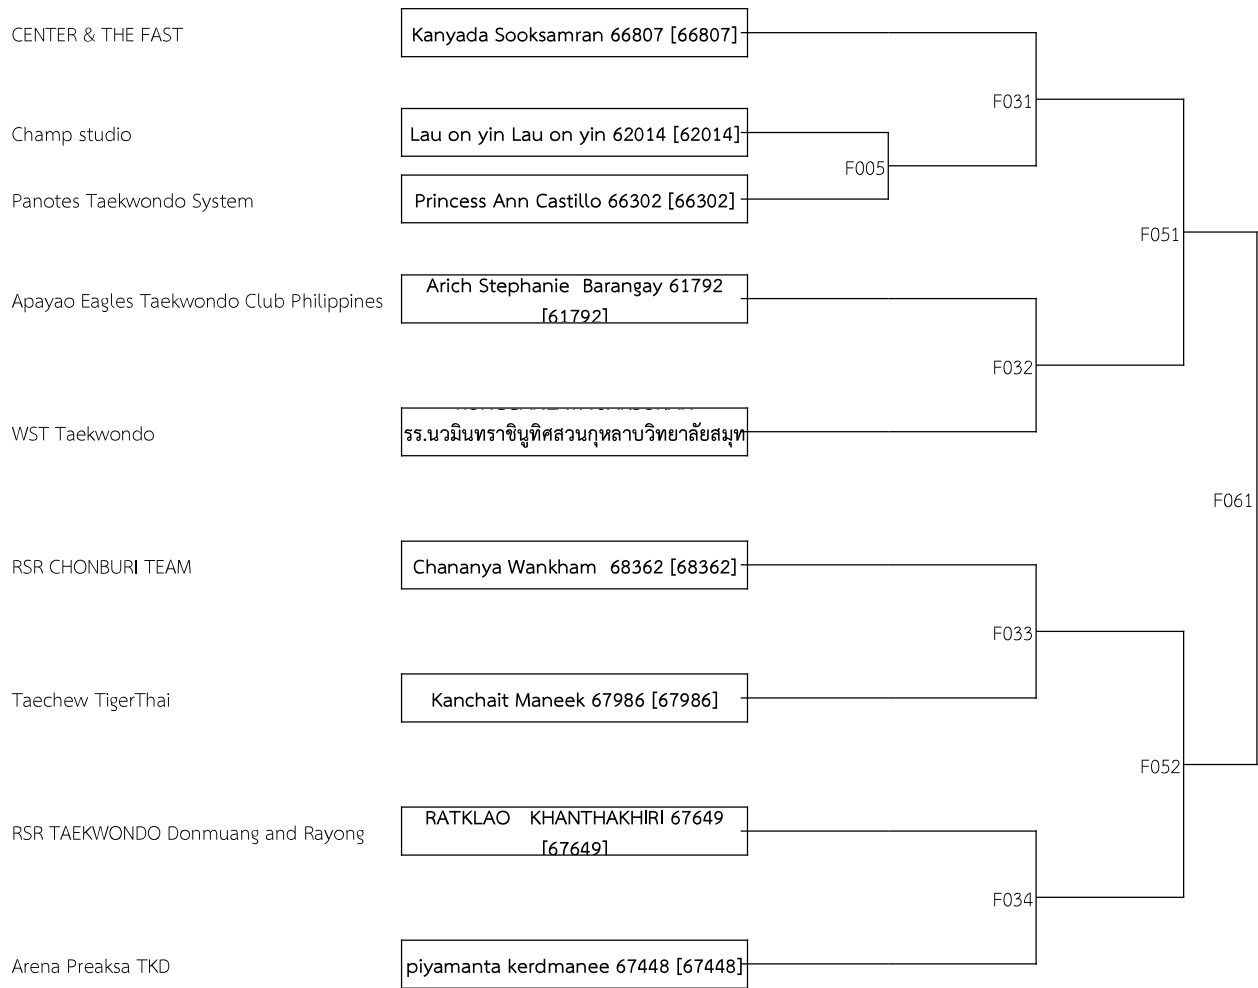 CENTER & THE FAST
Kanyada Sooksamran 66807 [66807]
F031
Champ studio
Lau on yin Lau on yin 62014 [62014]
F005
Panotes Taekwondo System
Princess Ann Castillo 66302 [66302]
F051
Apayao Eagles Taekwondo Club Philippines
Arich Stephanie Barangay 61792
[61792]
F032
WST Taekwondo
รร.นวมินทราชินูทิศสวนกุหลาบวิทยาลัยสมุท
F061
RSR CHONBURI TEAM
Chananya Wankham 68362 [68362]
F033
Taechew TigerThai
Kanchait Maneek 67986 [67986]
F052
RSR TAEKWONDO Donmuang and Rayong
RATKLAO KHANTHAKHIRI 67649
[67649]
F034
Arena Preaksa TKD
piyamanta kerdmanee 67448 [67448]